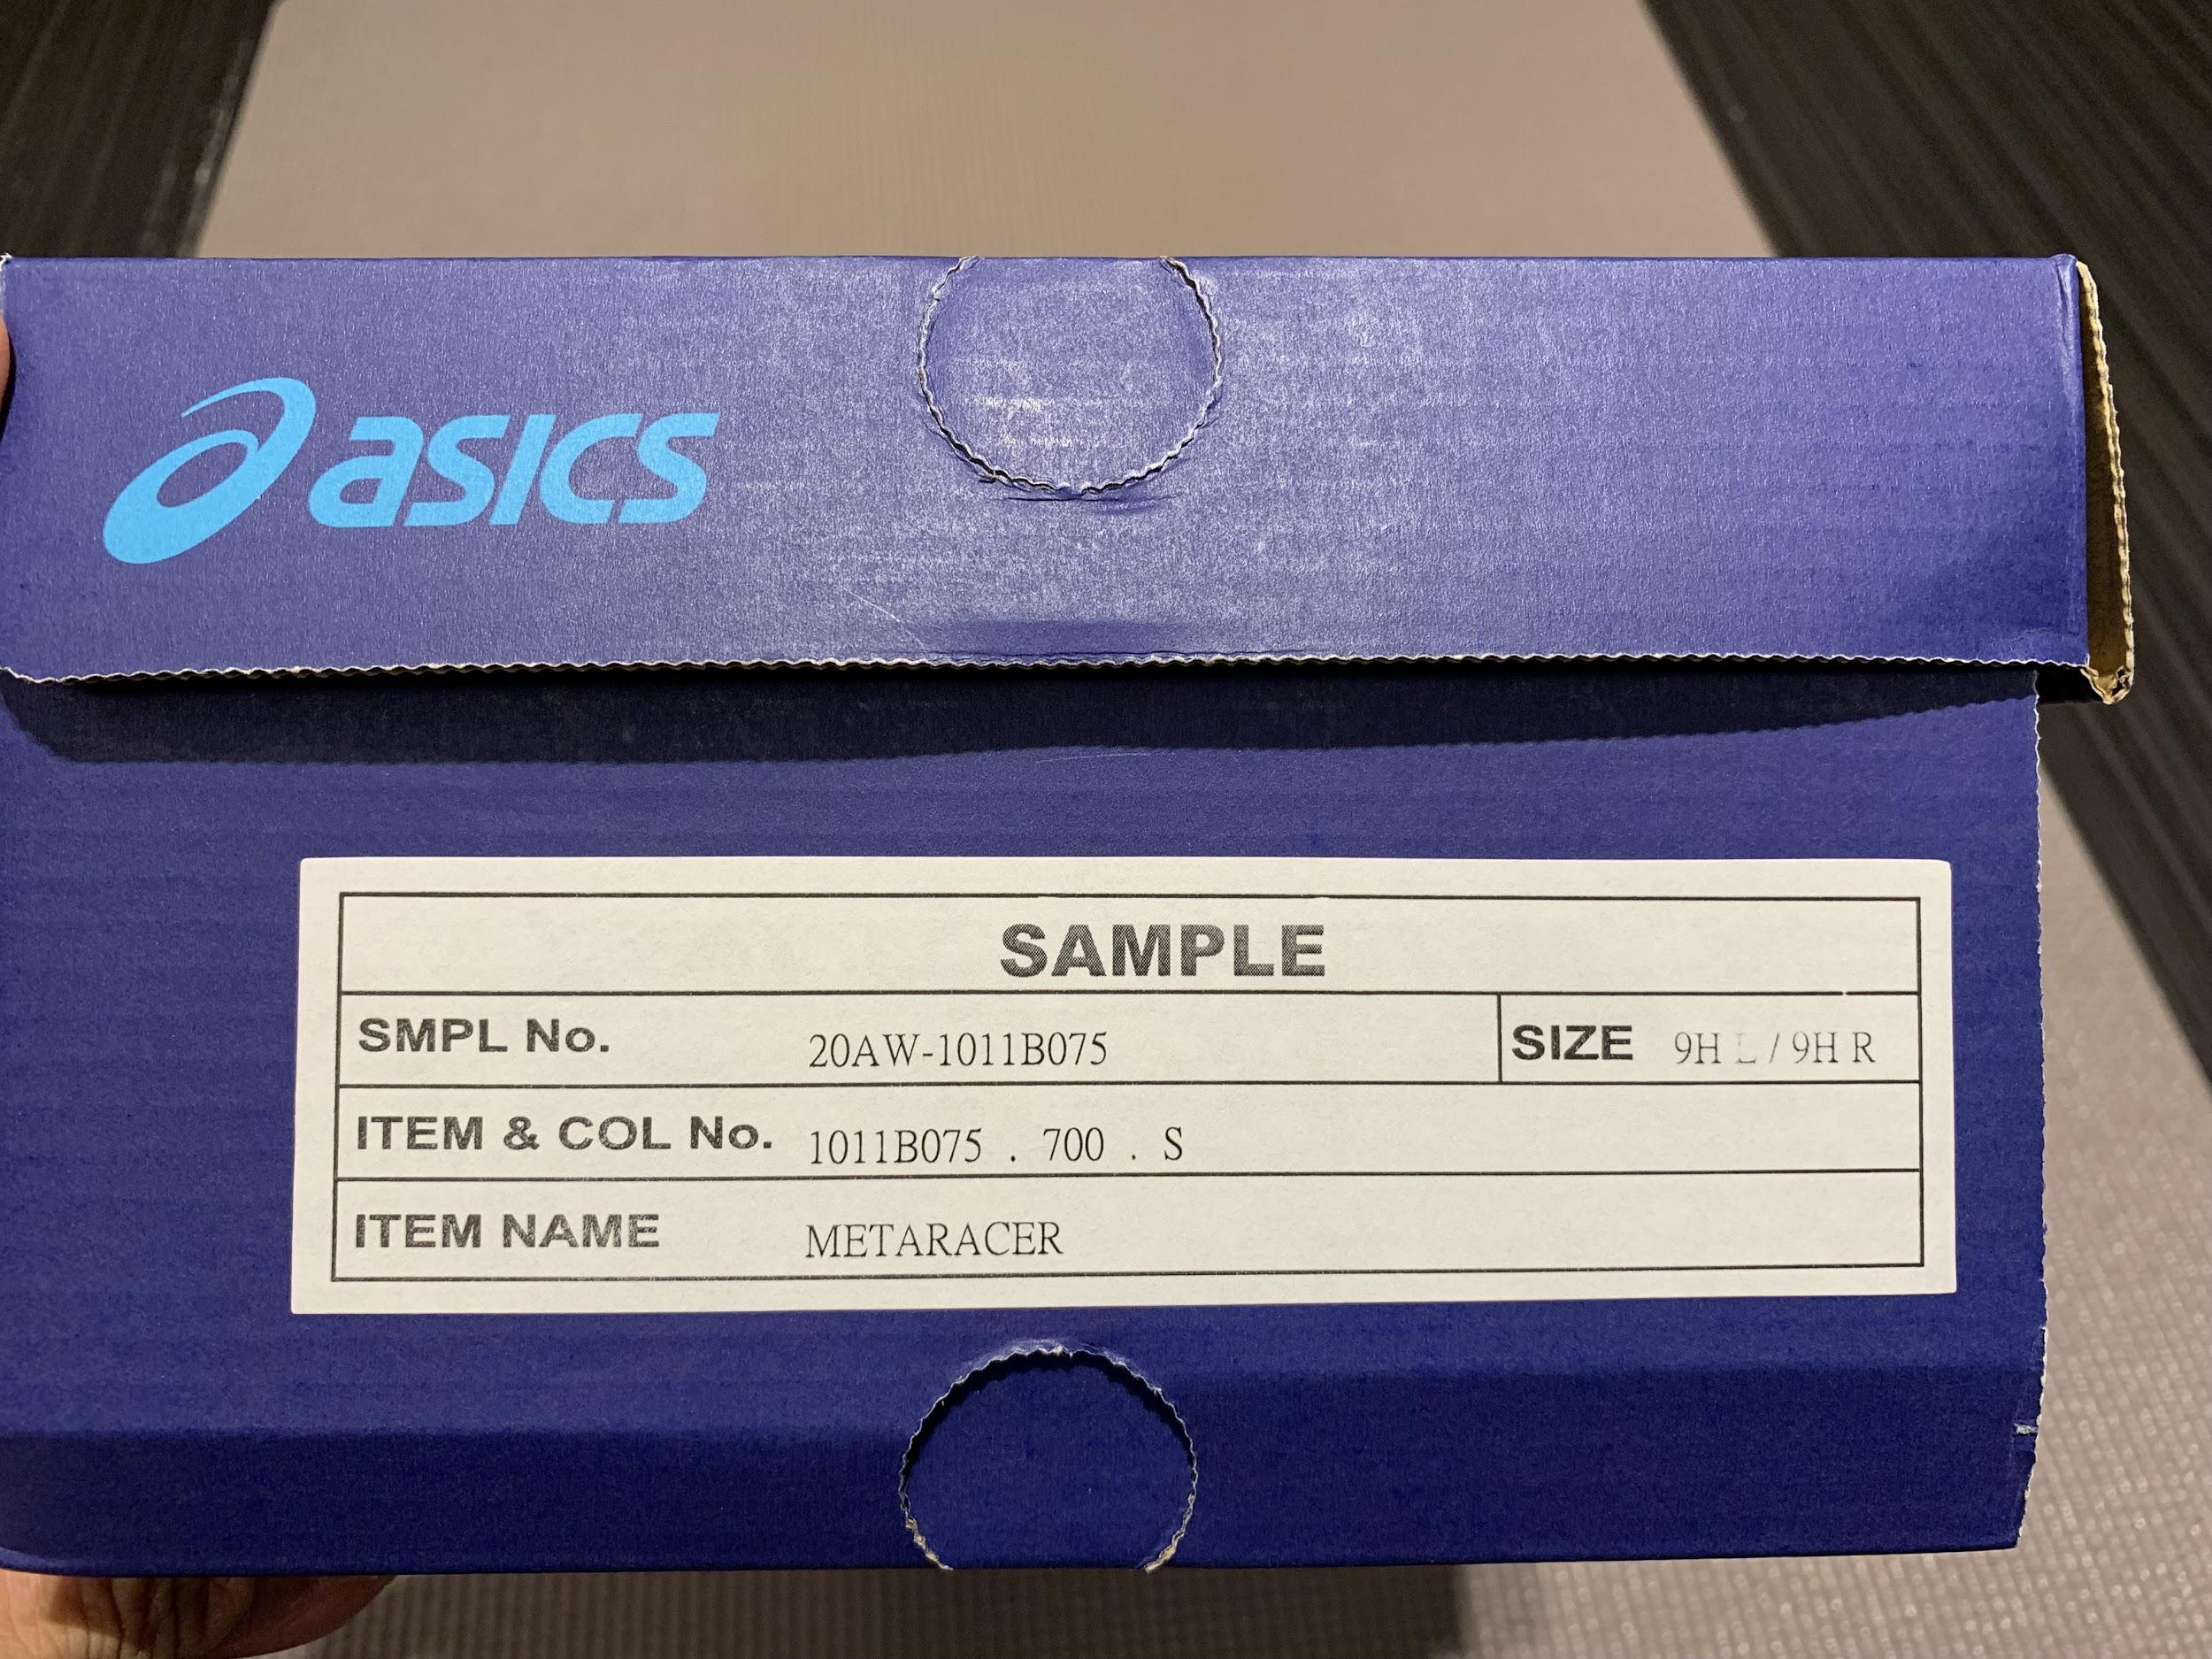 asics
SAMPLE
SMPL No. 20AW-1011B075 SIZE 9H L / 9H R
ITEM & COL No. 1011B075 . 700 . S
ITEM NAME METARACER